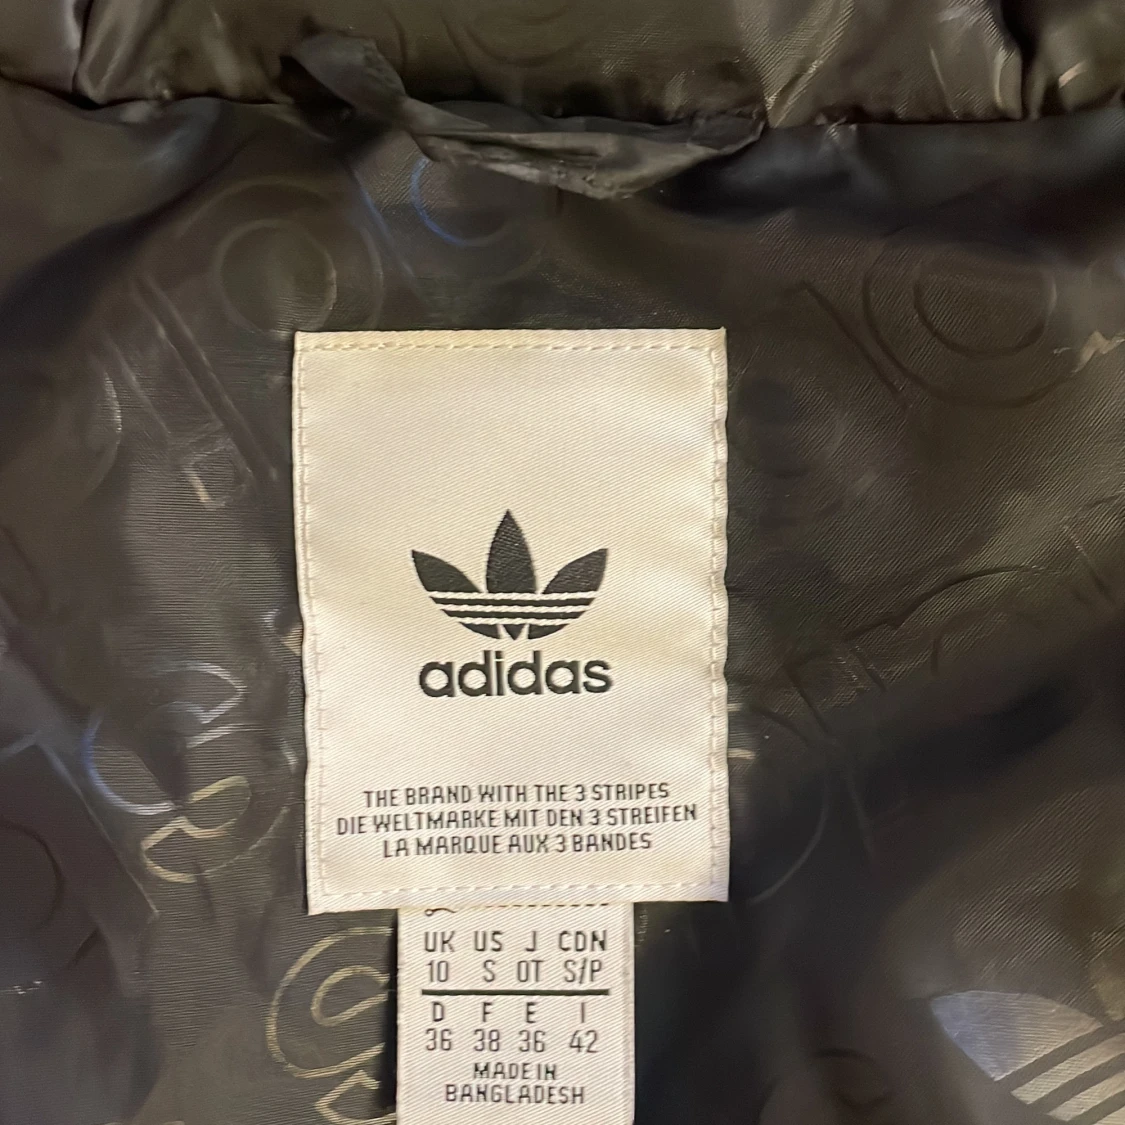 adidas
THE BRAND WITH THE 3 STRIPES
DIE WELTMARKE MIT DEN 3 STREIFEN
LA MARQUE AUX 3 BANDES
UK US J CDN
10 S OT S/P
D F E I
36 38 36 42
MADE IN
BANGLADESH